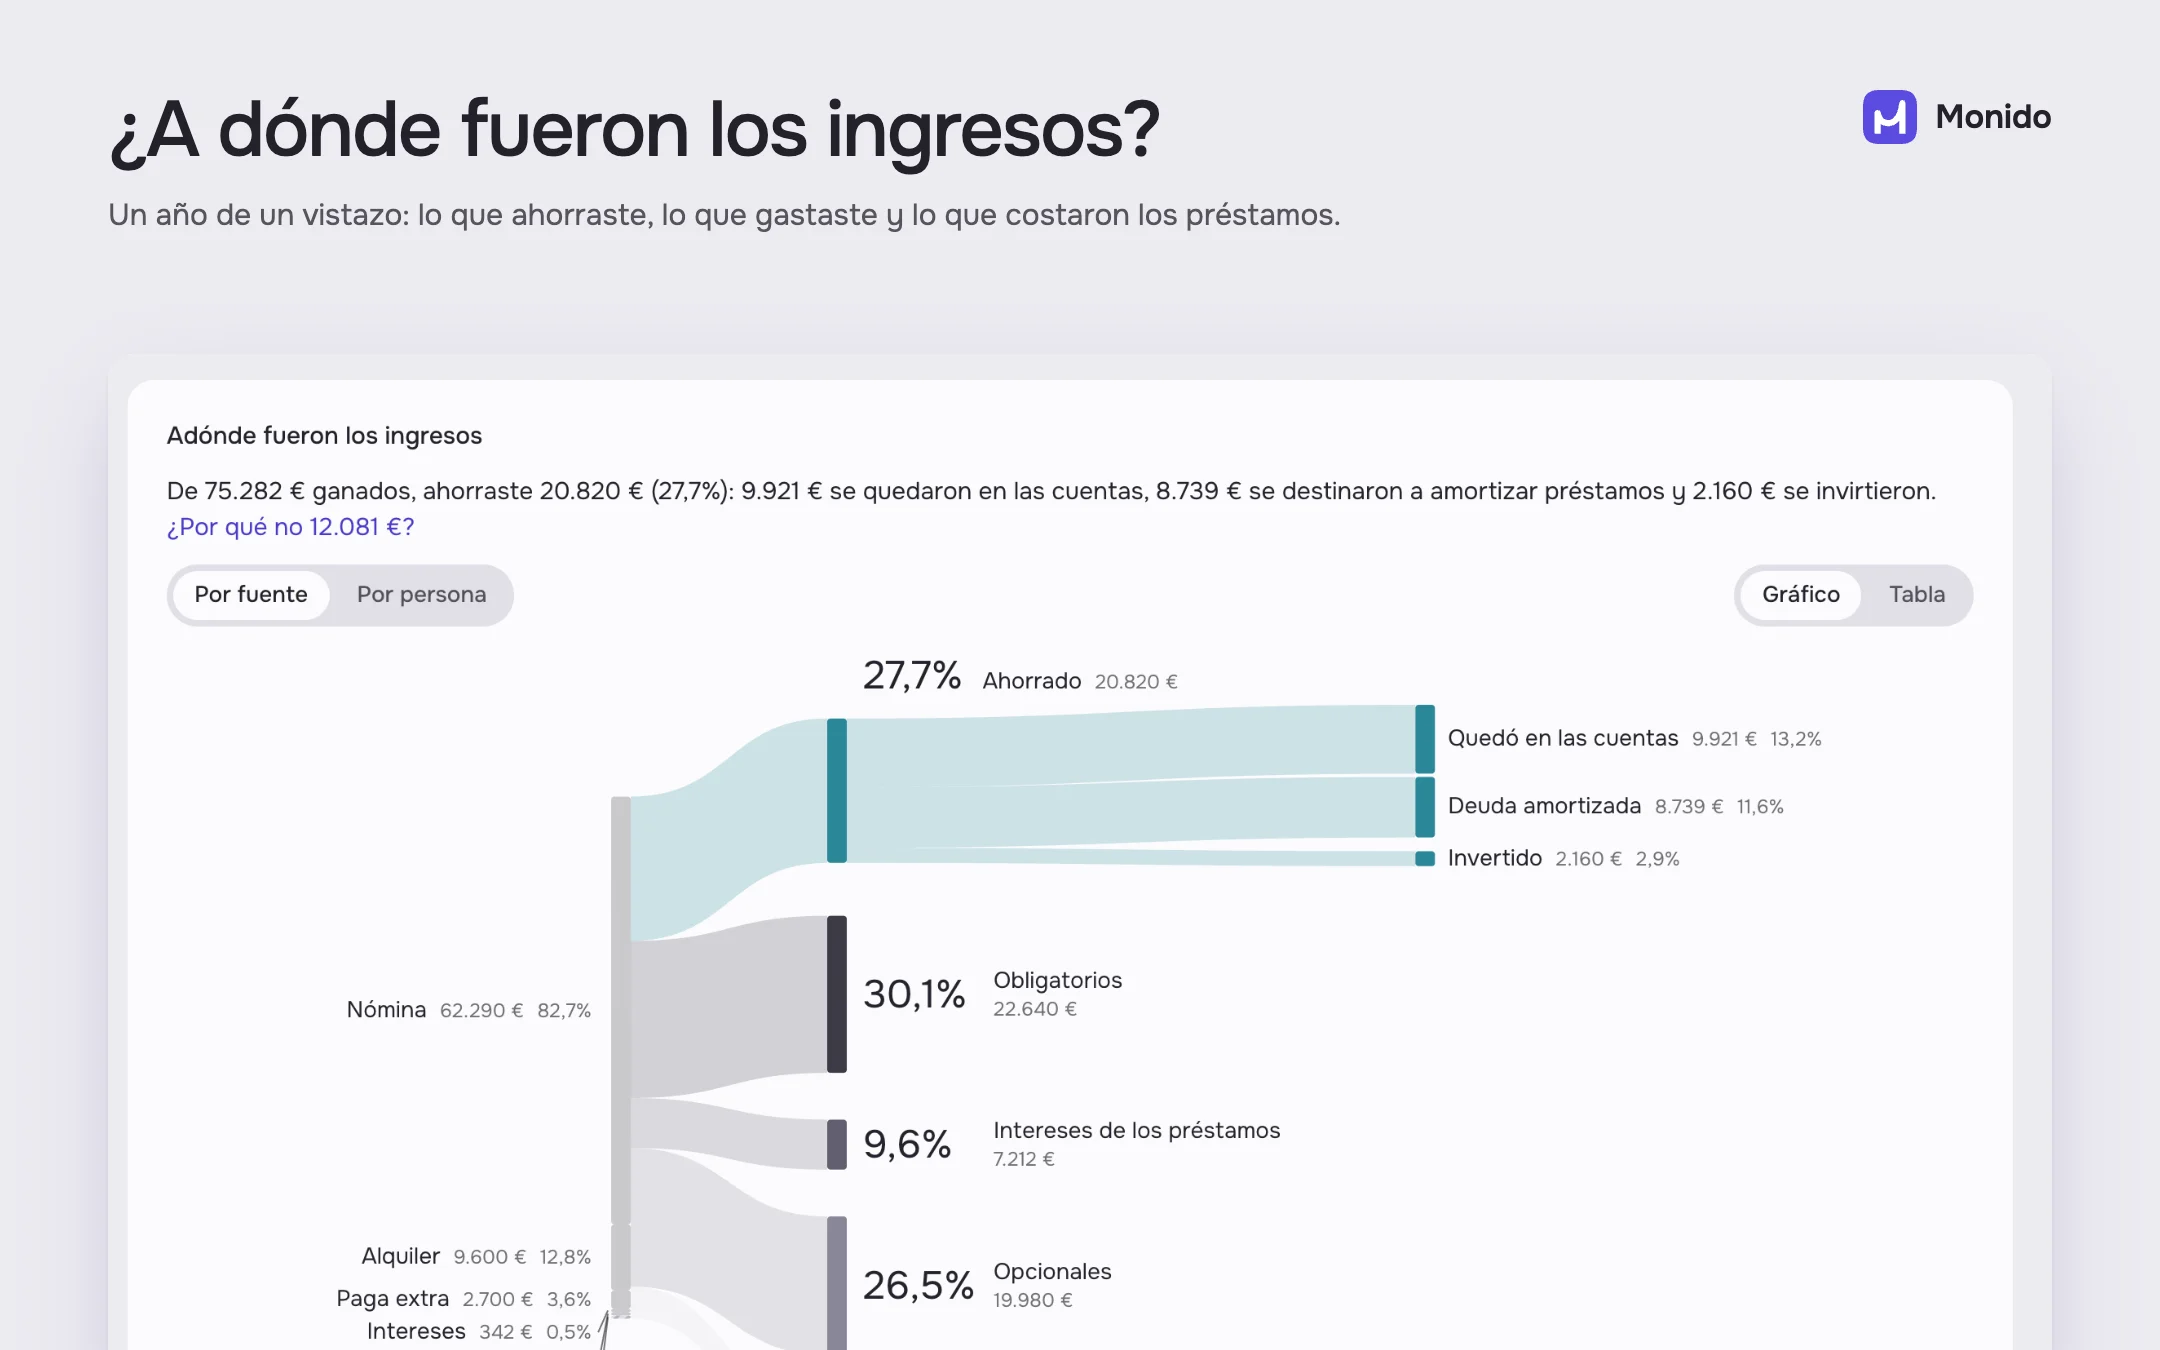 ¿A dónde fueron los ingresos?
Monido
Un año de un vistazo: lo que ahorraste, lo que gastaste y lo que costaron los préstamos.
Adónde fueron los ingresos
De 75.282 € ganados, ahorraste 20.820 € (27,7%): 9.921 € se quedaron en las cuentas, 8.739 € se destinaron a amortizar préstamos y 2.160 € se invirtieron.
¿Por qué no 12.081 €?
Por fuente Por persona
Gráfico Tabla
27,7% Ahorrado 20.820 €
Quedó en las cuentas 9.921 € 13,2%
Deuda amortizada 8.739 € 11,6%
Invertido 2.160 € 2,9%
Nómina 62.290 € 82,7%
30,1% Obligatorios
22.640 €
9,6% Intereses de los préstamos
7.212 €
Alquiler 9.600 € 12,8%
Paga extra 2.700 € 3,6%
Intereses 342 € 0,5%
26,5% Opcionales
19.980 €